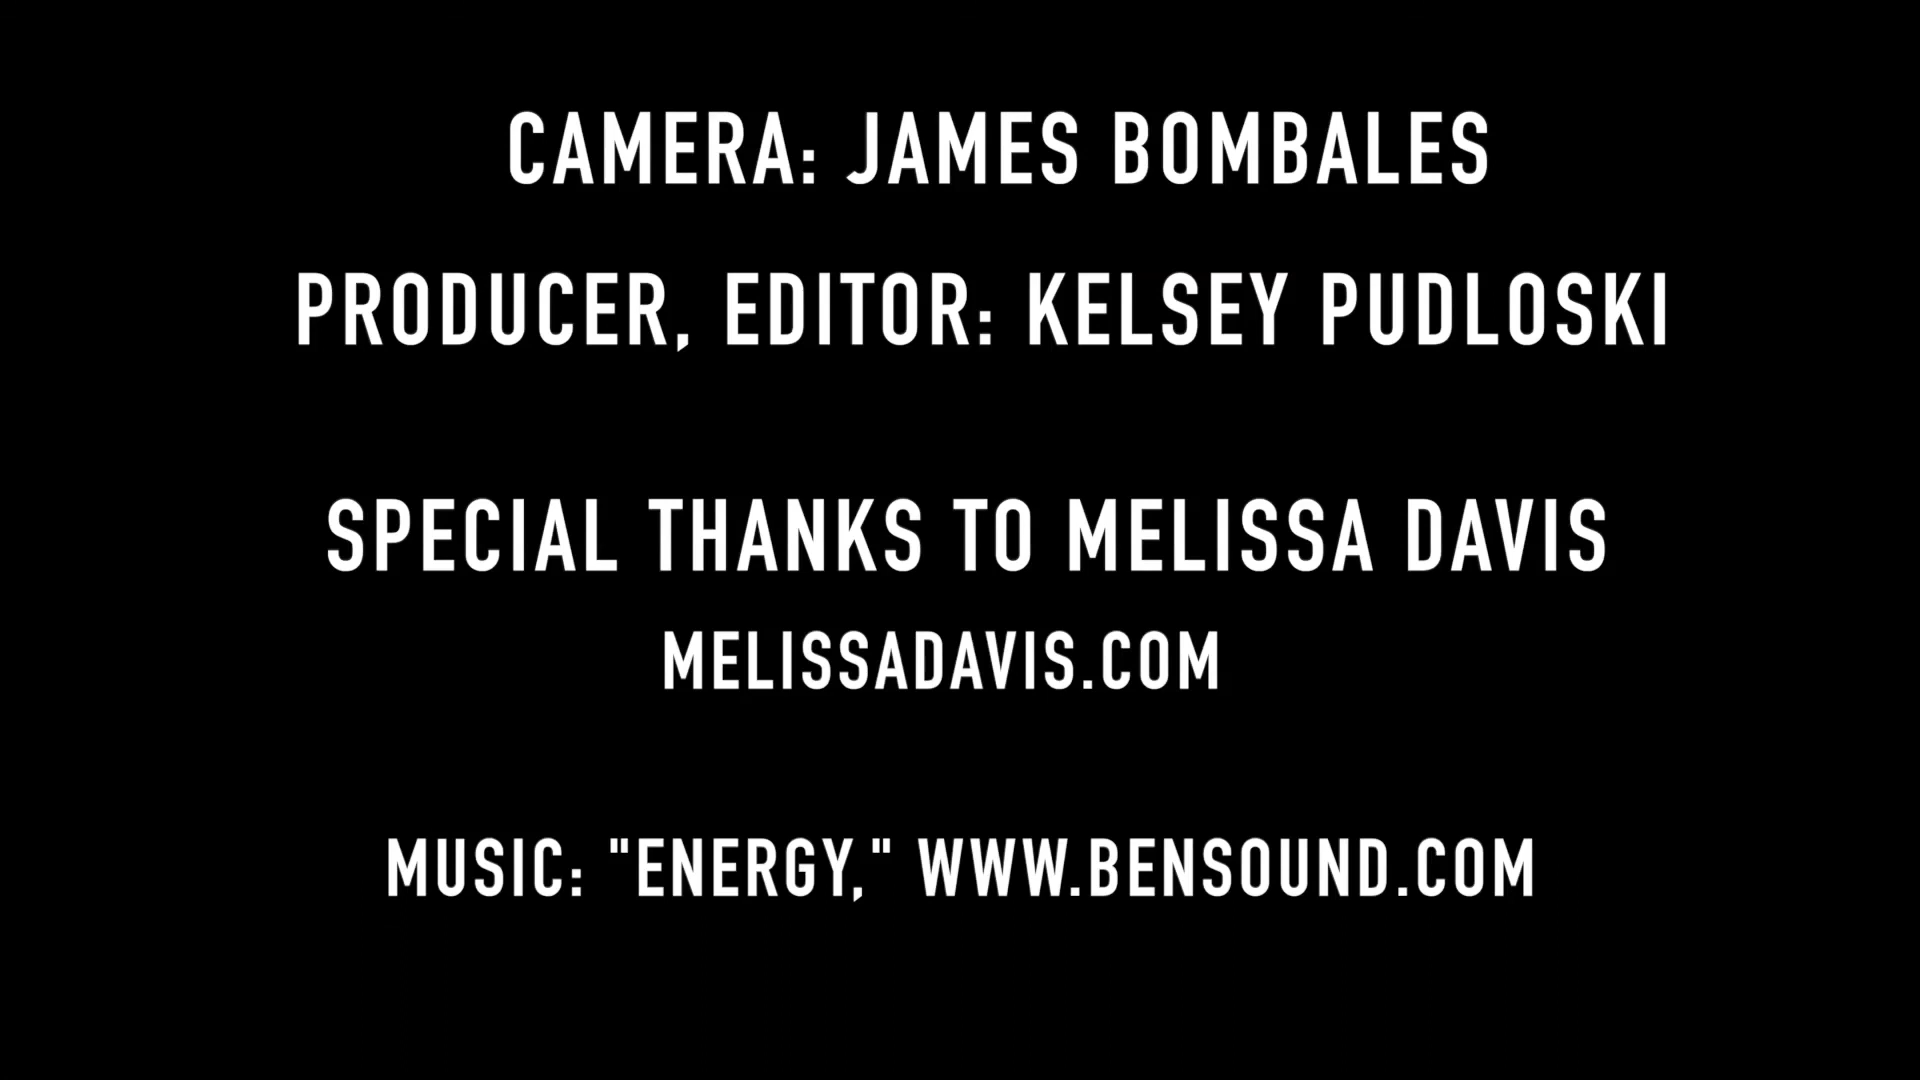 CAMERA: JAMES BOMBALES
PRODUCER, EDITOR: KELSEY PUDLOSKI
SPECIAL THANKS TO MELISSA DAVIS
MELISSADAVIS.COM
MUSIC: "ENERGY," WWW.BENSOUND.COM